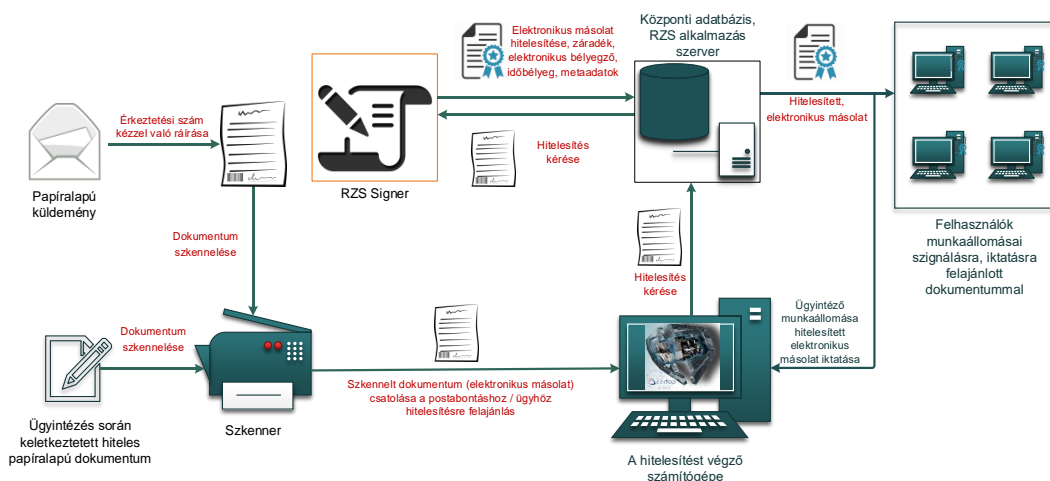 Elektronikus másolat
hitelesítése, záradék,
elektronikus bélyegző,
időbélyeg, metaadatok
Központi adatbázis,
RZS alkalmazás
szerver
Érkeztetési szám
kézzel való ráírása
Hitelesített,
elektronikus másolat
Hitelesítés
kérése
Papíralapú
küldemény
RZS Signer
Felhasználók
munkaállomásai
szignálásra, iktatásra
felajánlott
dokumentummal
Dokumentum
szkennelése
Hitelesítés
kérése
Ügyintéző
munkaállomása
hitelesített
elektronikus
másolat iktatása
Dokumentum
szkennelése
Szkennelt dokumentum (elektronikus másolat)
csatolása a postabontáshoz / ügyhöz
hitelesítésre felajánlás
Ügyintézés során
keletkeztetett hiteles
papíralapú dokumentum
Szkenner
A hitelesítést végző
számítógépe